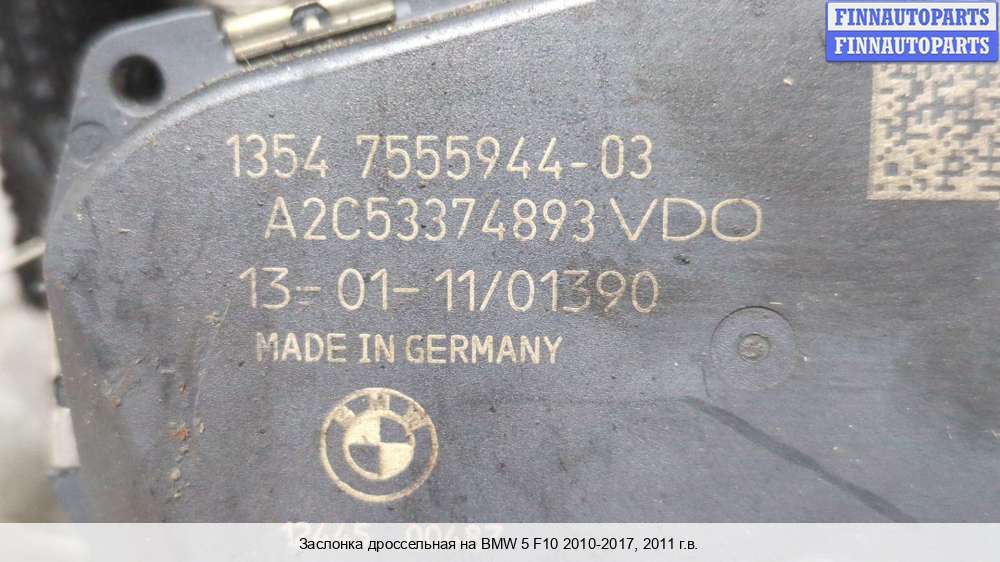 FINNAUTOPARTS
FINNAUTOPARTS
1354 7555944-03
A2C53374893 VDO
13-01-11/01390
MADE IN GERMANY
BMW
Заслонка дроссельная на BMW 5 F10 2010-2017, 2011 г.в.